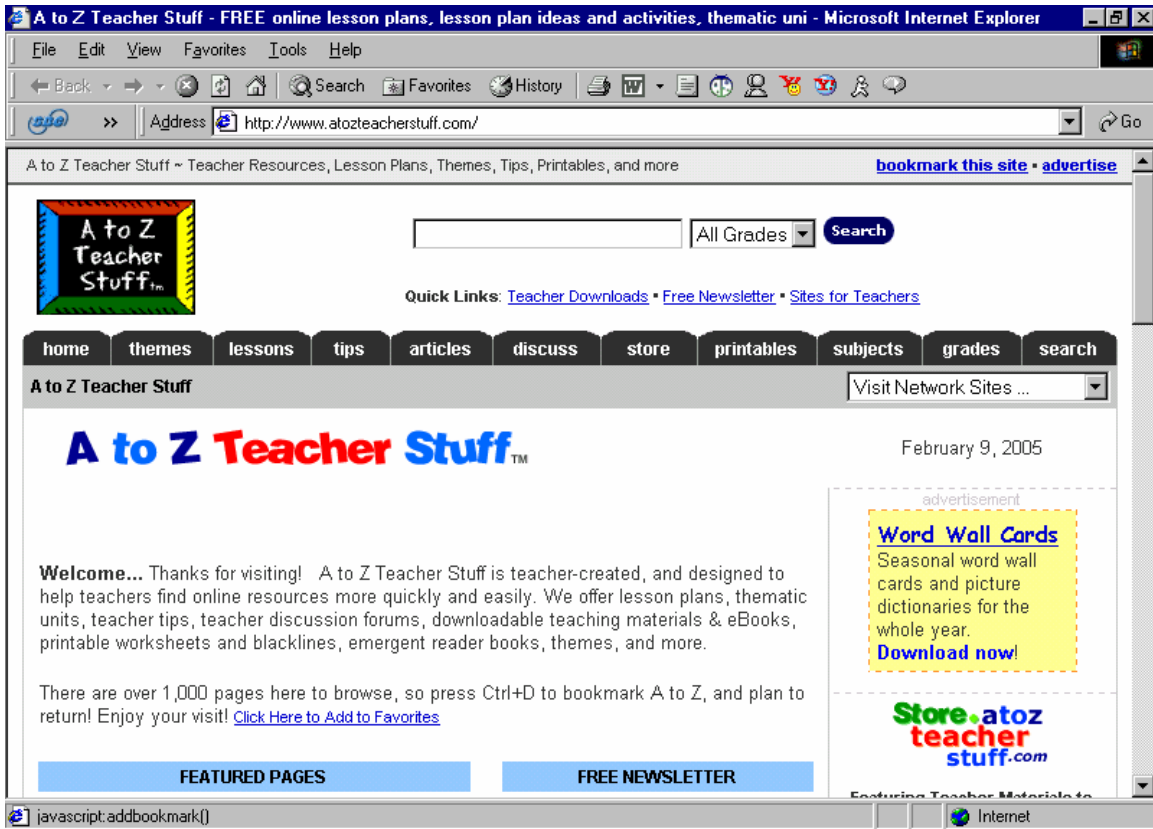 A to Z Teacher Stuff - FREE online lesson plans, lesson plan ideas and activities, thematic uni - Microsoft Internet Explorer
File Edit View Favorites Tools Help
Back Search Favorites History
>> Address http://www.atozteacherstuff.com/ Go
A to Z Teacher Stuff ~ Teacher Resources, Lesson Plans, Themes, Tips, Printables, and more bookmark this site ▪ advertise
A to Z
Teacher
Stuff™
All Grades Search
Quick Links: Teacher Downloads ▪ Free Newsletter ▪ Sites for Teachers
home themes lessons tips articles discuss store printables subjects grades search
A to Z Teacher Stuff Visit Network Sites ...
A to Z Teacher Stuff™
February 9, 2005
advertisement
Word Wall Cards
Seasonal word wall
cards and picture
dictionaries for the
whole year.
Download now!
Welcome... Thanks for visiting! A to Z Teacher Stuff is teacher-created, and designed to
help teachers find online resources more quickly and easily. We offer lesson plans, thematic
units, teacher tips, teacher discussion forums, downloadable teaching materials & eBooks,
printable worksheets and blacklines, emergent reader books, themes, and more.
There are over 1,000 pages here to browse, so press Ctrl+D to bookmark A to Z, and plan to
return! Enjoy your visit! Click Here to Add to Favorites
Store.atoz
teacher
stuff.com
FEATURED PAGES FREE NEWSLETTER
Featuring Teacher Materials to
javascript:addbookmark() Internet